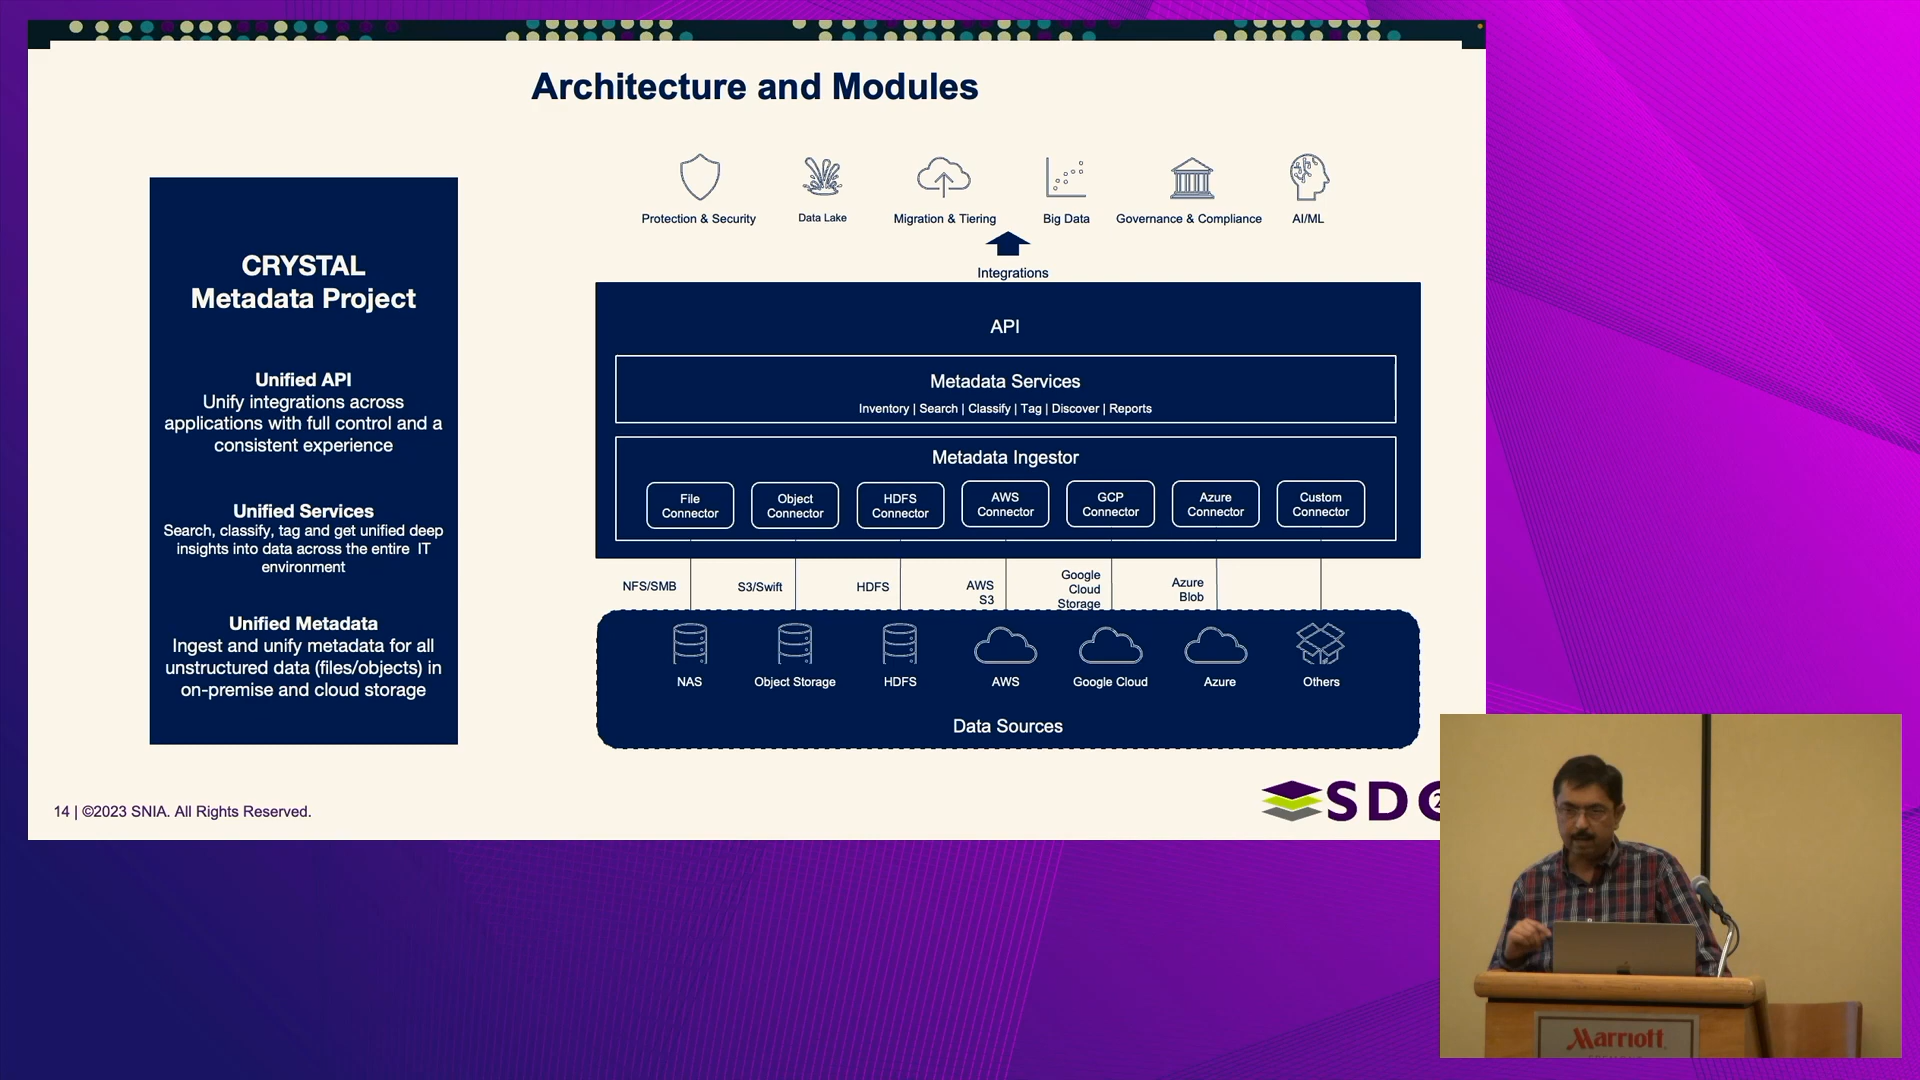 Architecture and Modules
CRYSTAL
Metadata Project
Unified API
Unify integrations across
applications with full control and a
consistent experience
Unified Services
Search, classify, tag and get unified deep
insights into data across the entire IT
environment
Unified Metadata
Ingest and unify metadata for all
unstructured data (files/objects) in
on-premise and cloud storage
Protection & Security
Data Lake
Migration & Tiering
Big Data
Governance & Compliance
AI/ML
Integrations
API
Metadata Services
Inventory | Search | Classify | Tag | Discover | Reports
Metadata Ingestor
File
Connector
Object
Connector
HDFS
Connector
AWS
Connector
GCP
Connector
Azure
Connector
Custom
Connector
NFS/SMB
S3/Swift
HDFS
AWS
S3
Google
Cloud
Storage
Azure
Blob
NAS
Object Storage
HDFS
AWS
Google Cloud
Azure
Others
Data Sources
14 | ©2023 SNIA. All Rights Reserved.
SDC
Marriott